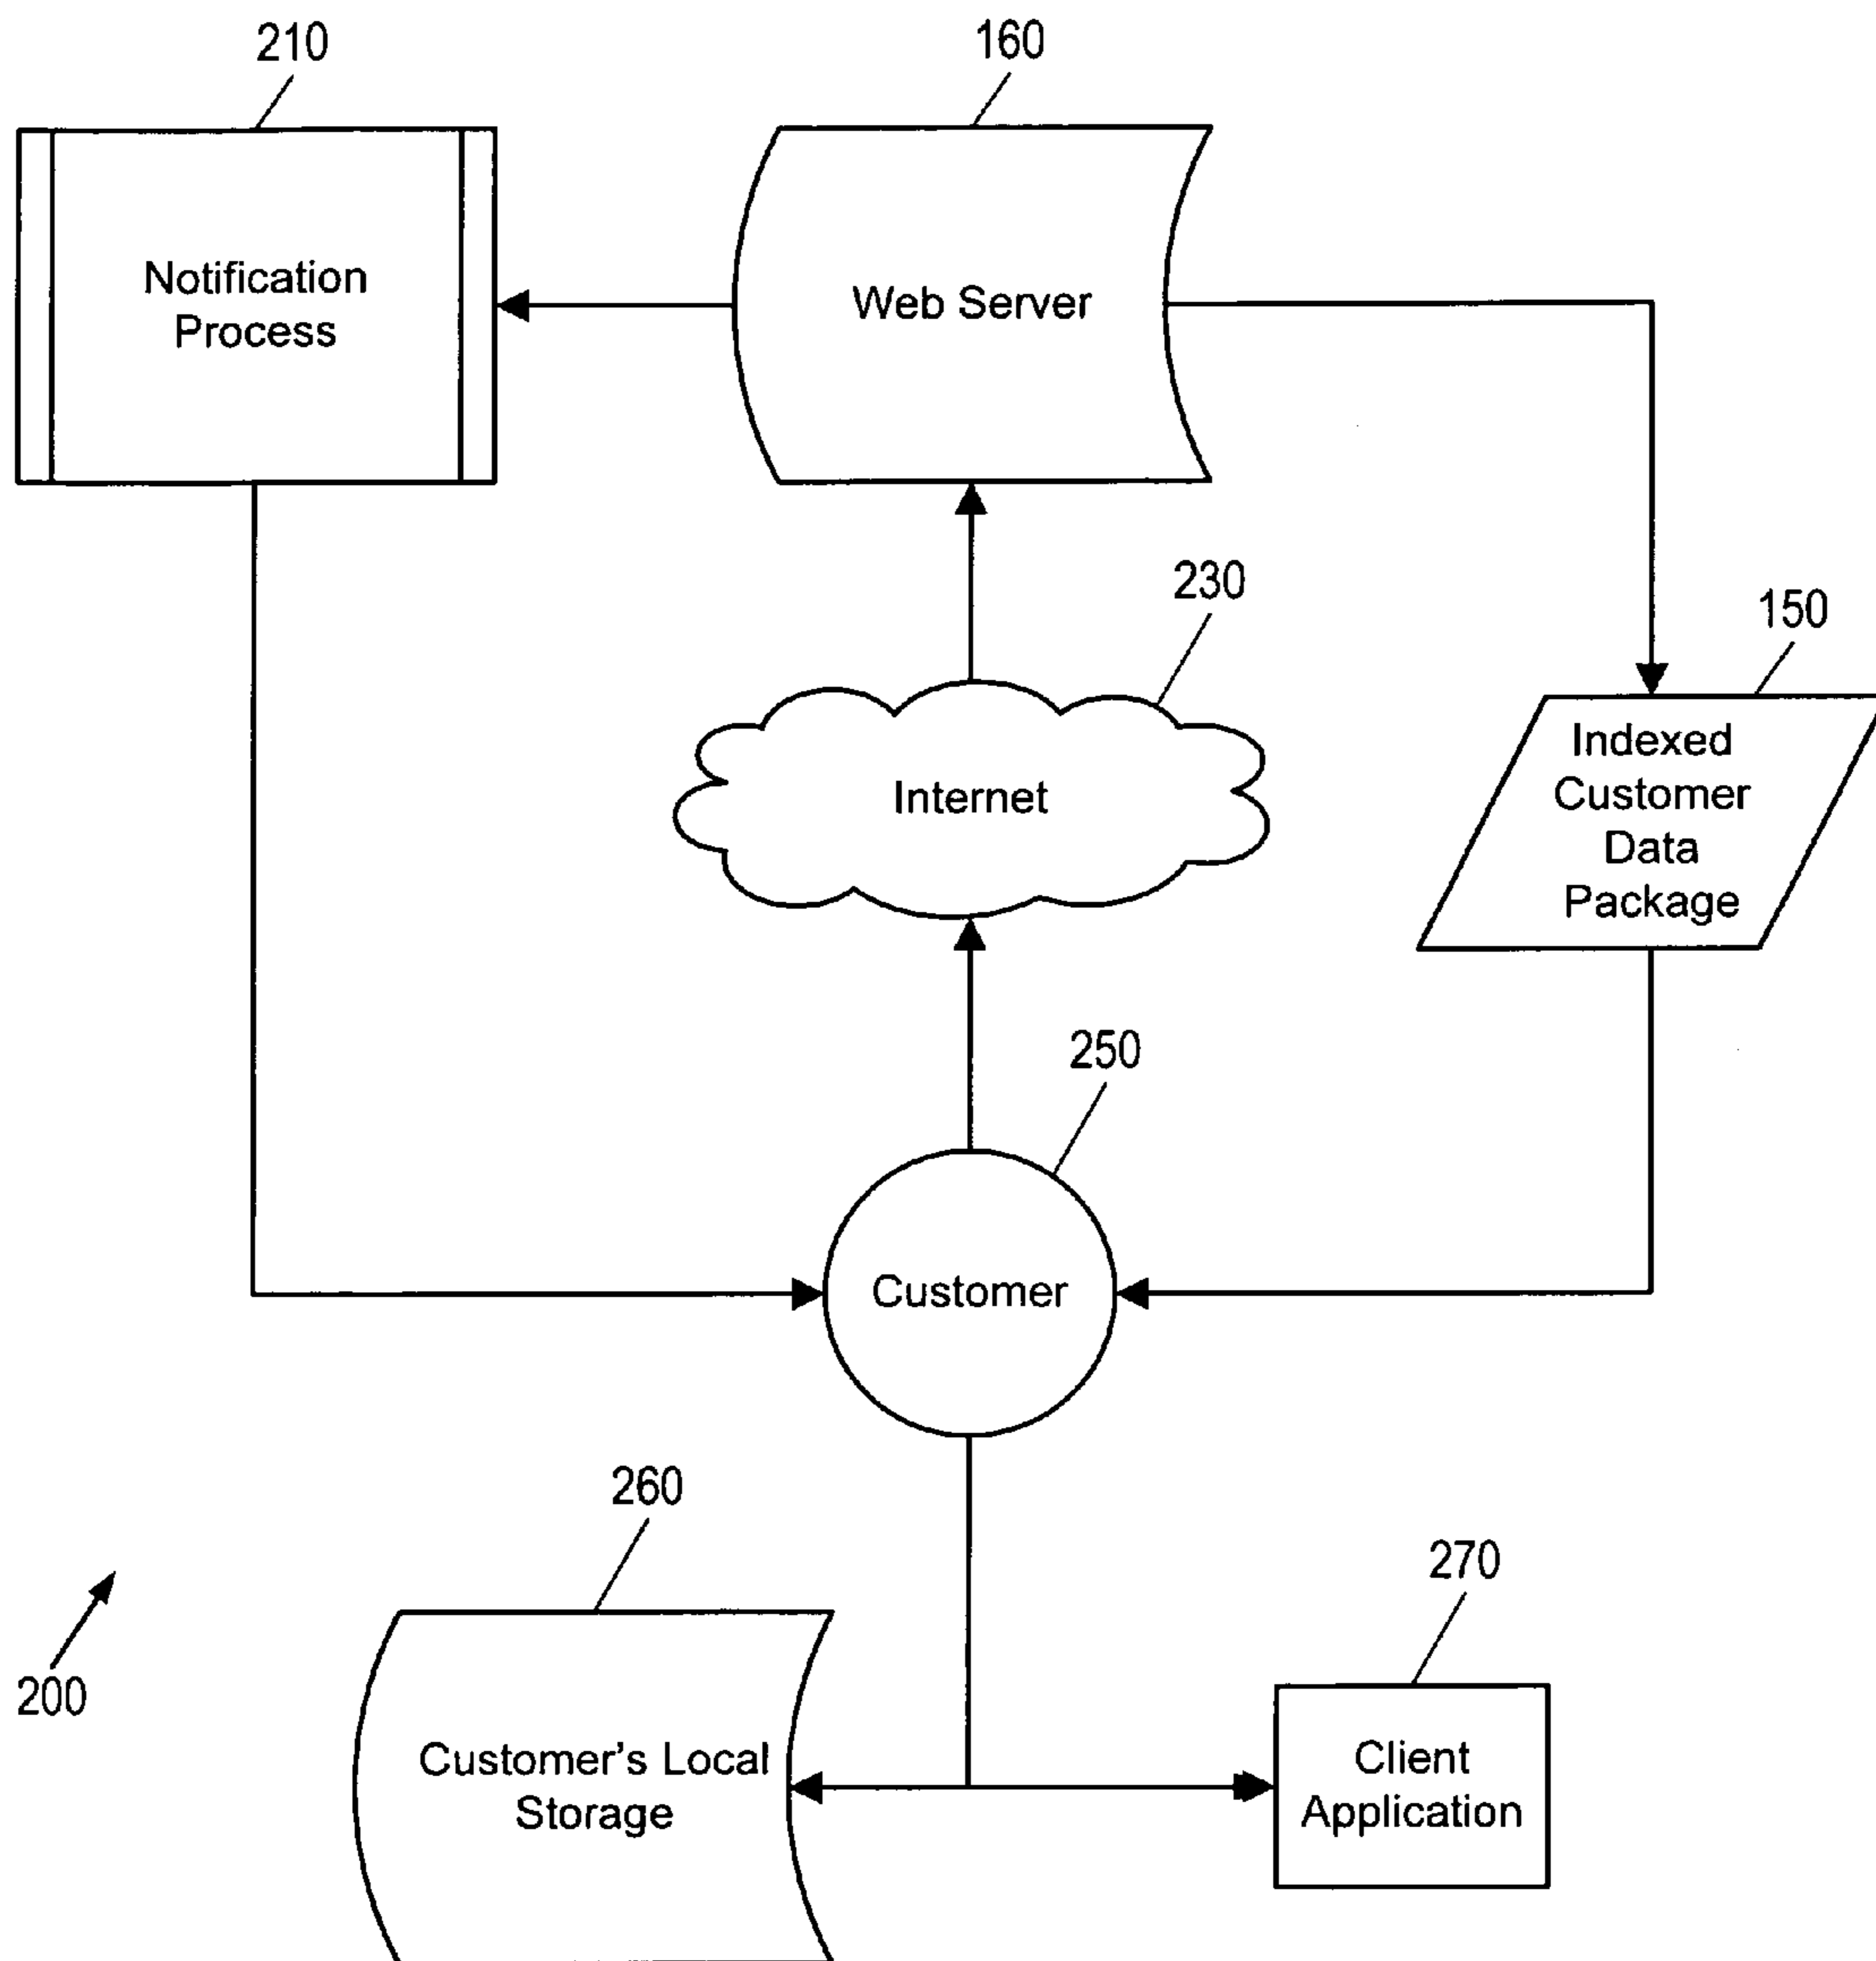 210
160
Notification
Process
Web Server
230
150
Internet
Indexed
Customer
Data
Package
250
Customer
260
270
200
Customer's Local
Storage
Client
Application